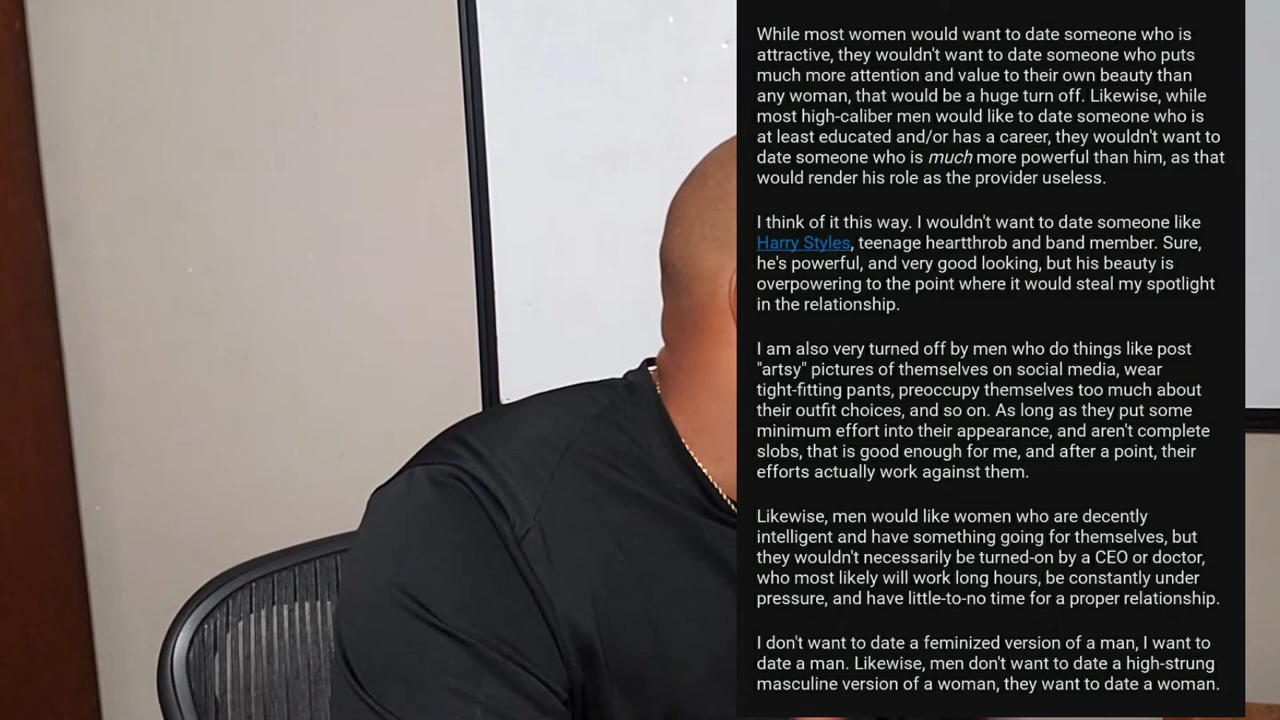 While most women would want to date someone who is
attractive, they wouldn't want to date someone who puts
much more attention and value to their own beauty than
any woman, that would be a huge turn off. Likewise, while
most high-caliber men would like to date someone who is
at least educated and/or has a career, they wouldn't want to
date someone who is much more powerful than him, as that
would render his role as the provider useless.
I think of it this way. I wouldn't want to date someone like
Harry Styles, teenage heartthrob and band member. Sure,
he's powerful, and very good looking, but his beauty is
overpowering to the point where it would steal my spotlight
in the relationship.
I am also very turned off by men who do things like post
"artsy" pictures of themselves on social media, wear
tight-fitting pants, preoccupy themselves too much about
their outfit choices, and so on. As long as they put some
minimum effort into their appearance, and aren't complete
slobs, that is good enough for me, and after a point, their
efforts actually work against them.
Likewise, men would like women who are decently
intelligent and have something going for themselves, but
they wouldn't necessarily be turned-on by a CEO or doctor,
who most likely will work long hours, be constantly under
pressure, and have little-to-no time for a proper relationship.
I don't want to date a feminized version of a man, I want to
date a man. Likewise, men don't want to date a high-strung
masculine version of a woman, they want to date a woman.